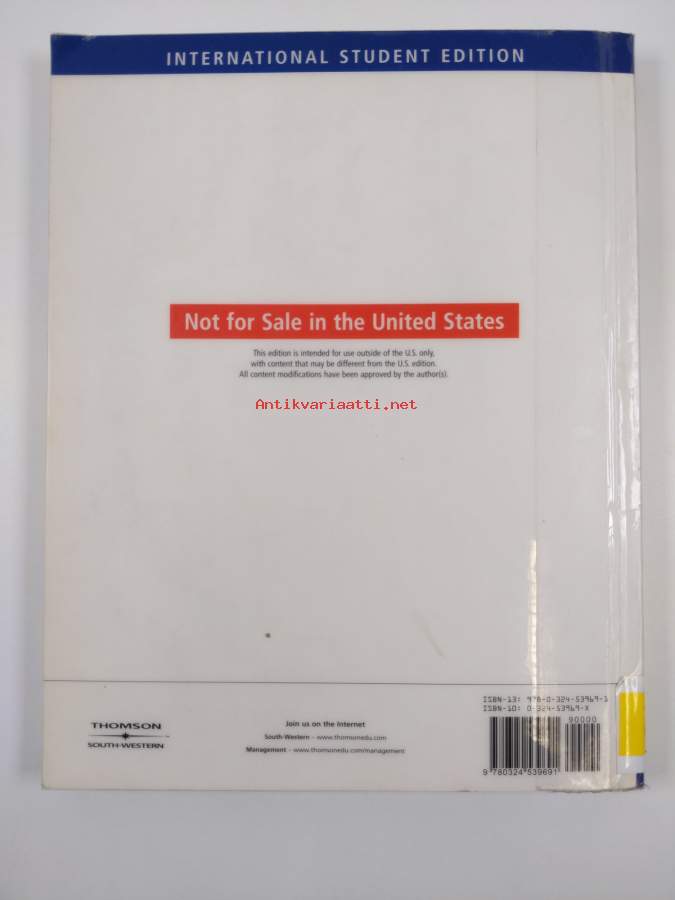 INTERNATIONAL STUDENT EDITION
Not for Sale in the United States
This edition is intended for use outside of the U.S. only,
with content that may be different from the U.S. edition.
All content modifications have been approved by the author(s).
Antikvariaatti.net
THOMSON
SOUTH-WESTERN
Join us on the Internet
South-Western – www.thomsonedu.com
Management – www.thomsonedu.com/management
ISBN-13: 978-0-324-53969-1
ISBN-10: 0-324-53969-X
90000
9 780324 539691